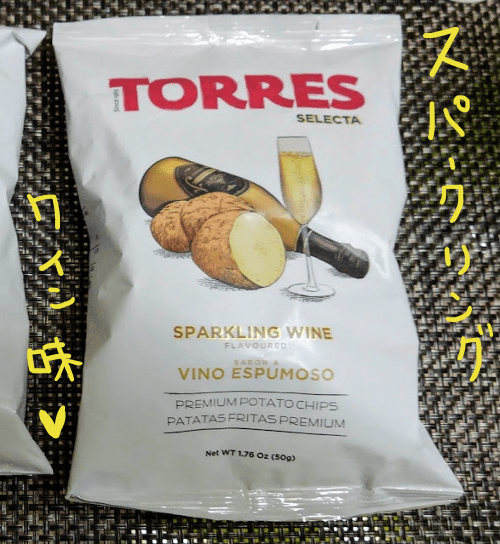 スパークリング
ワイン味♥
TORRES
SELECTA
SPARKLING WINE
FLAVOURED
SABOR A
VINO ESPUMOSO
PREMIUM POTATO CHIPS
PATATAS FRITAS PREMIUM
Net WT 1.76 Oz (50g)